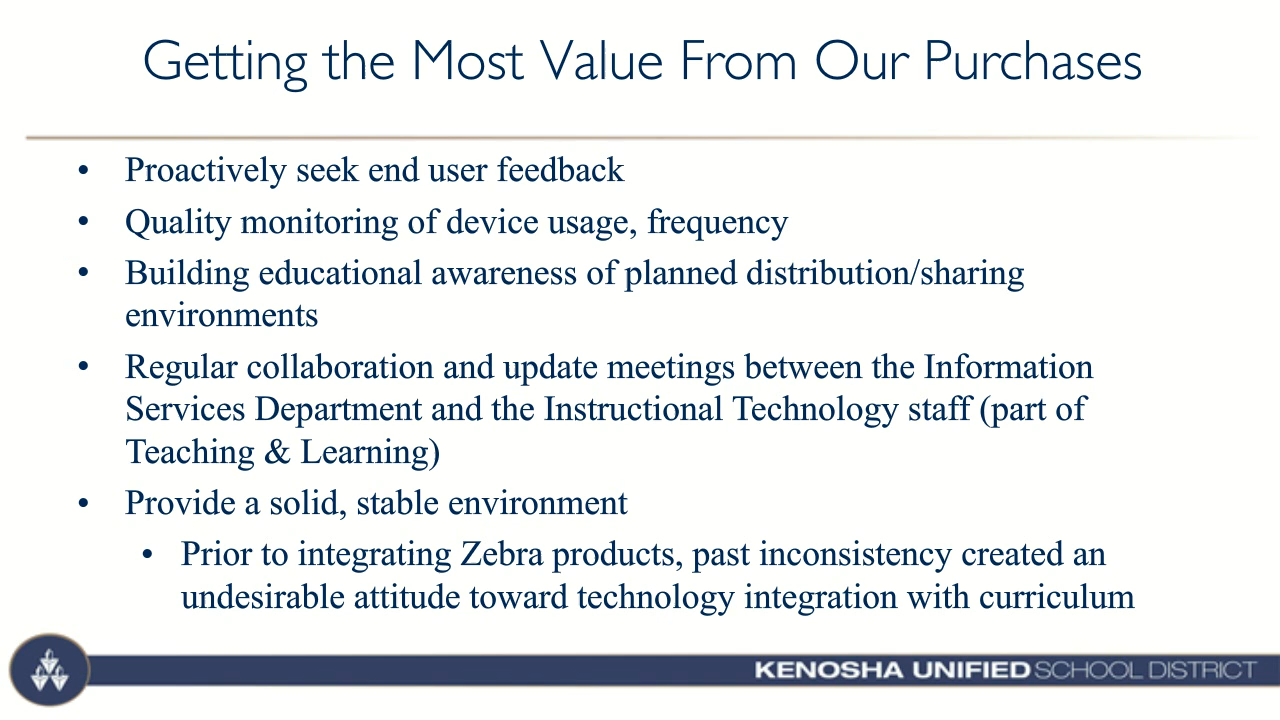 Getting the Most Value From Our Purchases
• Proactively seek end user feedback
• Quality monitoring of device usage, frequency
• Building educational awareness of planned distribution/sharing
environments
• Regular collaboration and update meetings between the Information
Services Department and the Instructional Technology staff (part of
Teaching & Learning)
• Provide a solid, stable environment
• Prior to integrating Zebra products, past inconsistency created an
undesirable attitude toward technology integration with curriculum
KENOSHA UNIFIED SCHOOL DISTRICT